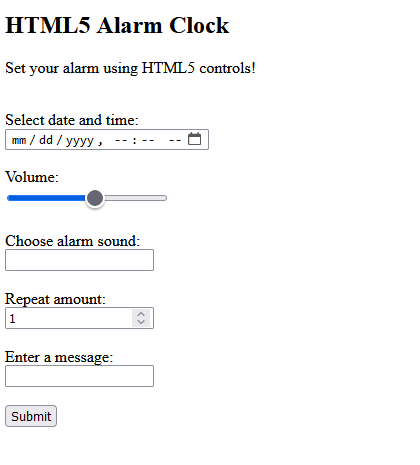 HTML5 Alarm Clock
Set your alarm using HTML5 controls!
Select date and time:
mm/dd/yyyy, --:-- --
Volume:
Choose alarm sound:
Repeat amount:
1
Enter a message:
Submit